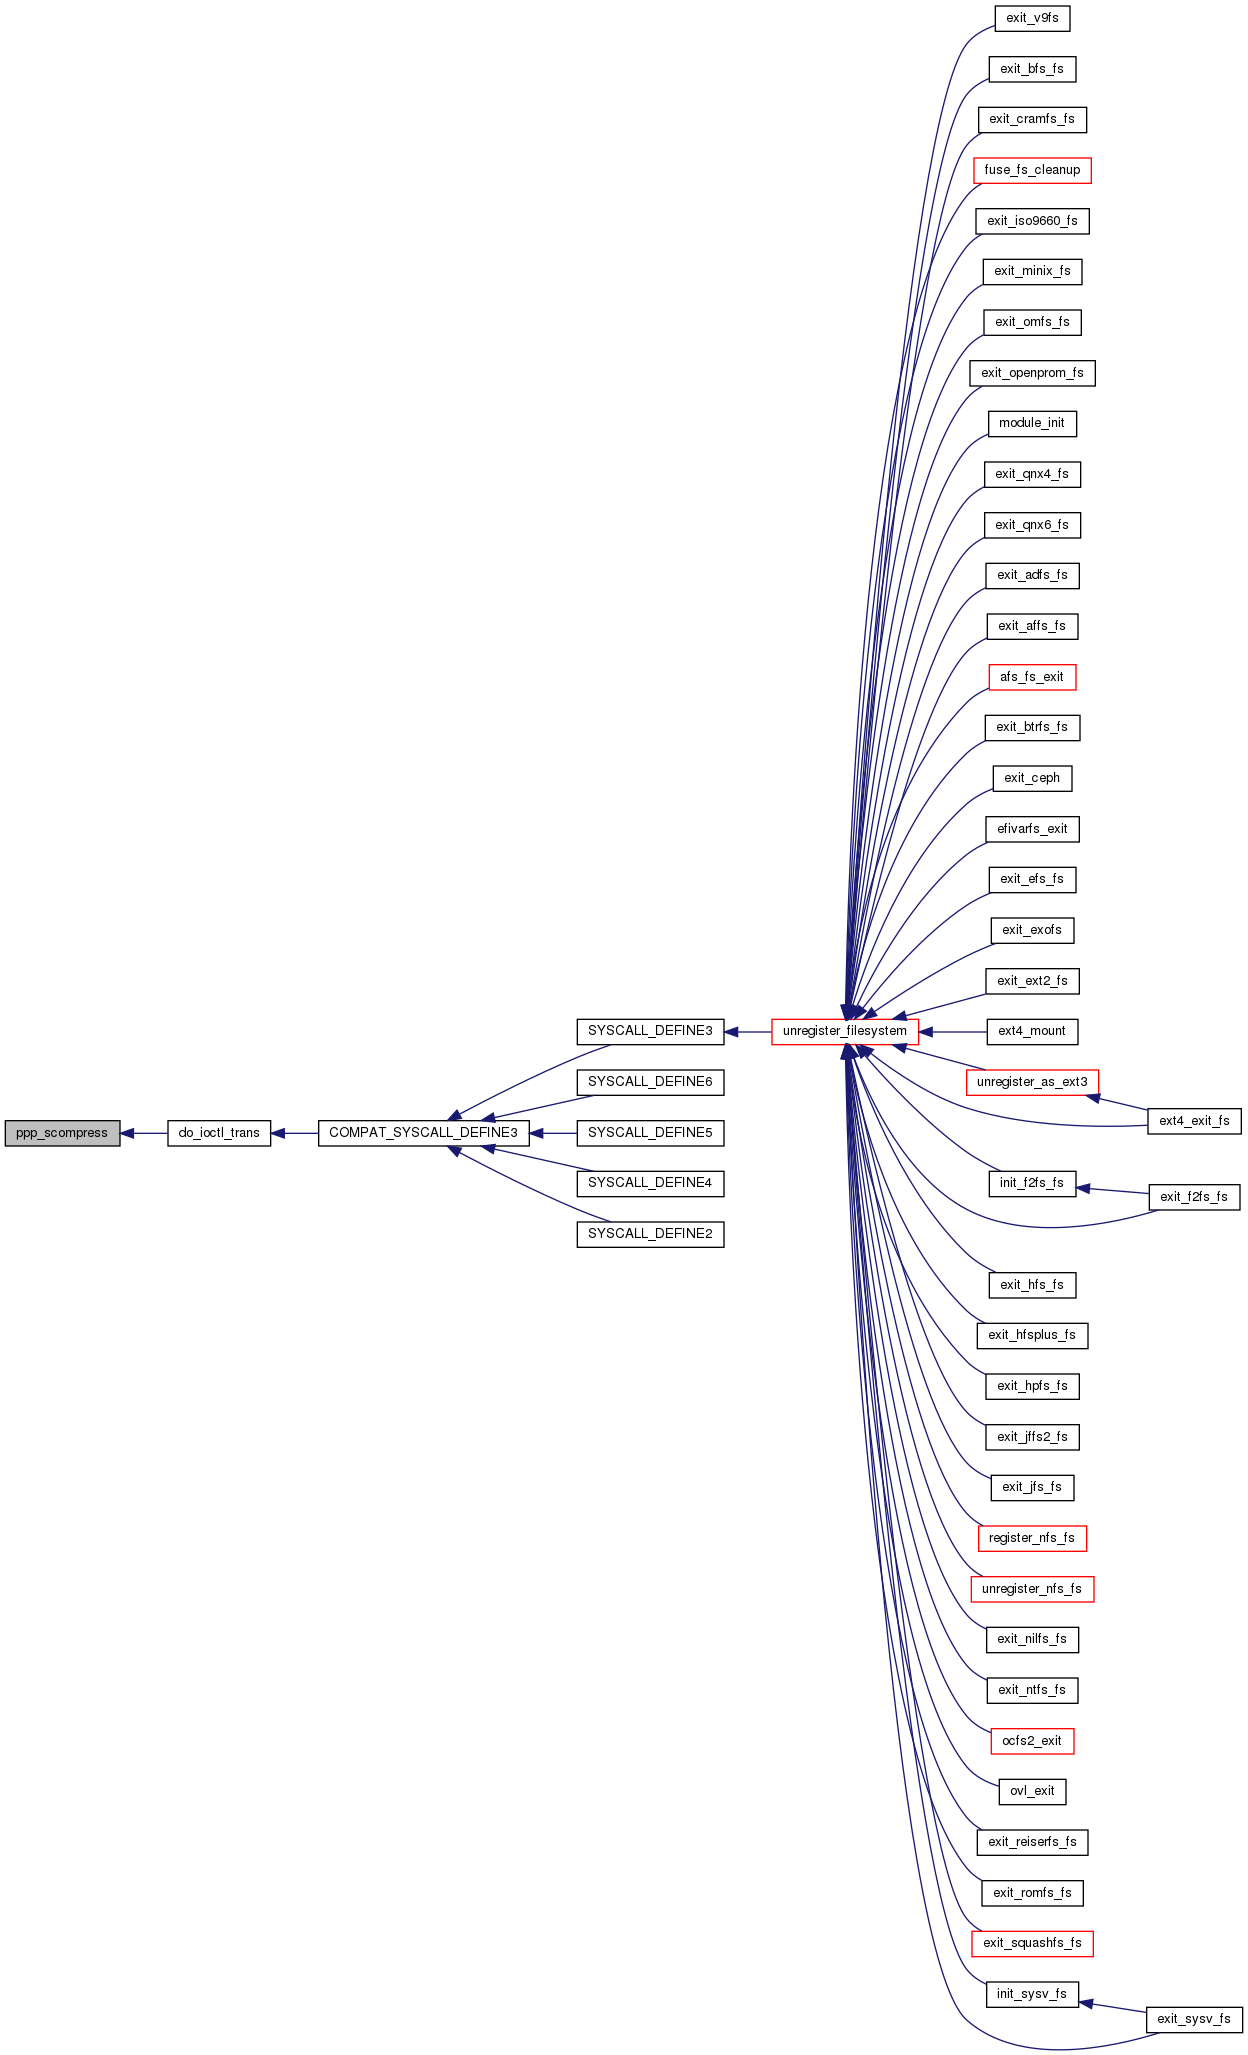 exit_v9fs
exit_bfs_fs
exit_cramfs_fs
fuse_fs_cleanup
exit_iso9660_fs
exit_minix_fs
exit_omfs_fs
exit_openprom_fs
module_init
exit_qnx4_fs
exit_qnx6_fs
exit_adfs_fs
exit_affs_fs
afs_fs_exit
exit_btrfs_fs
exit_ceph
efivarfs_exit
exit_efs_fs
exit_exofs
exit_ext2_fs
SYSCALL_DEFINE3
unregister_filesystem
ext4_mount
SYSCALL_DEFINE6
unregister_as_ext3
ext4_exit_fs
ppp_scompress
do_ioctl_trans
COMPAT_SYSCALL_DEFINE3
SYSCALL_DEFINE5
SYSCALL_DEFINE4
init_f2fs_fs
exit_f2fs_fs
SYSCALL_DEFINE2
exit_hfs_fs
exit_hfsplus_fs
exit_hpfs_fs
exit_jffs2_fs
exit_jfs_fs
register_nfs_fs
unregister_nfs_fs
exit_nilfs_fs
exit_ntfs_fs
ocfs2_exit
ovl_exit
exit_reiserfs_fs
exit_romfs_fs
exit_squashfs_fs
init_sysv_fs
exit_sysv_fs